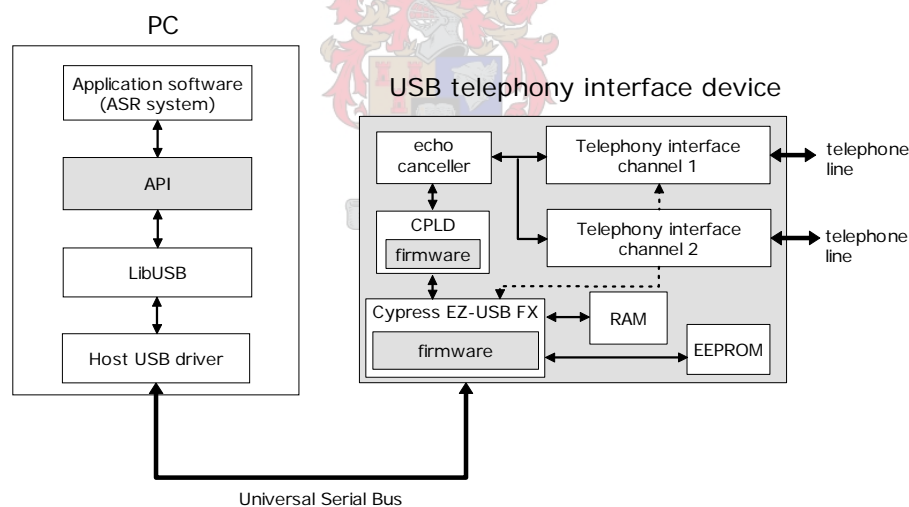 PC
Application software
(ASR system)
API
LibUSB
Host USB driver
USB telephony interface device
echo
canceller
Telephony interface
channel 1
telephone
line
CPLD
firmware
Telephony interface
channel 2
telephone
line
Cypress EZ-USB FX
firmware
RAM
EEPROM
Universal Serial Bus